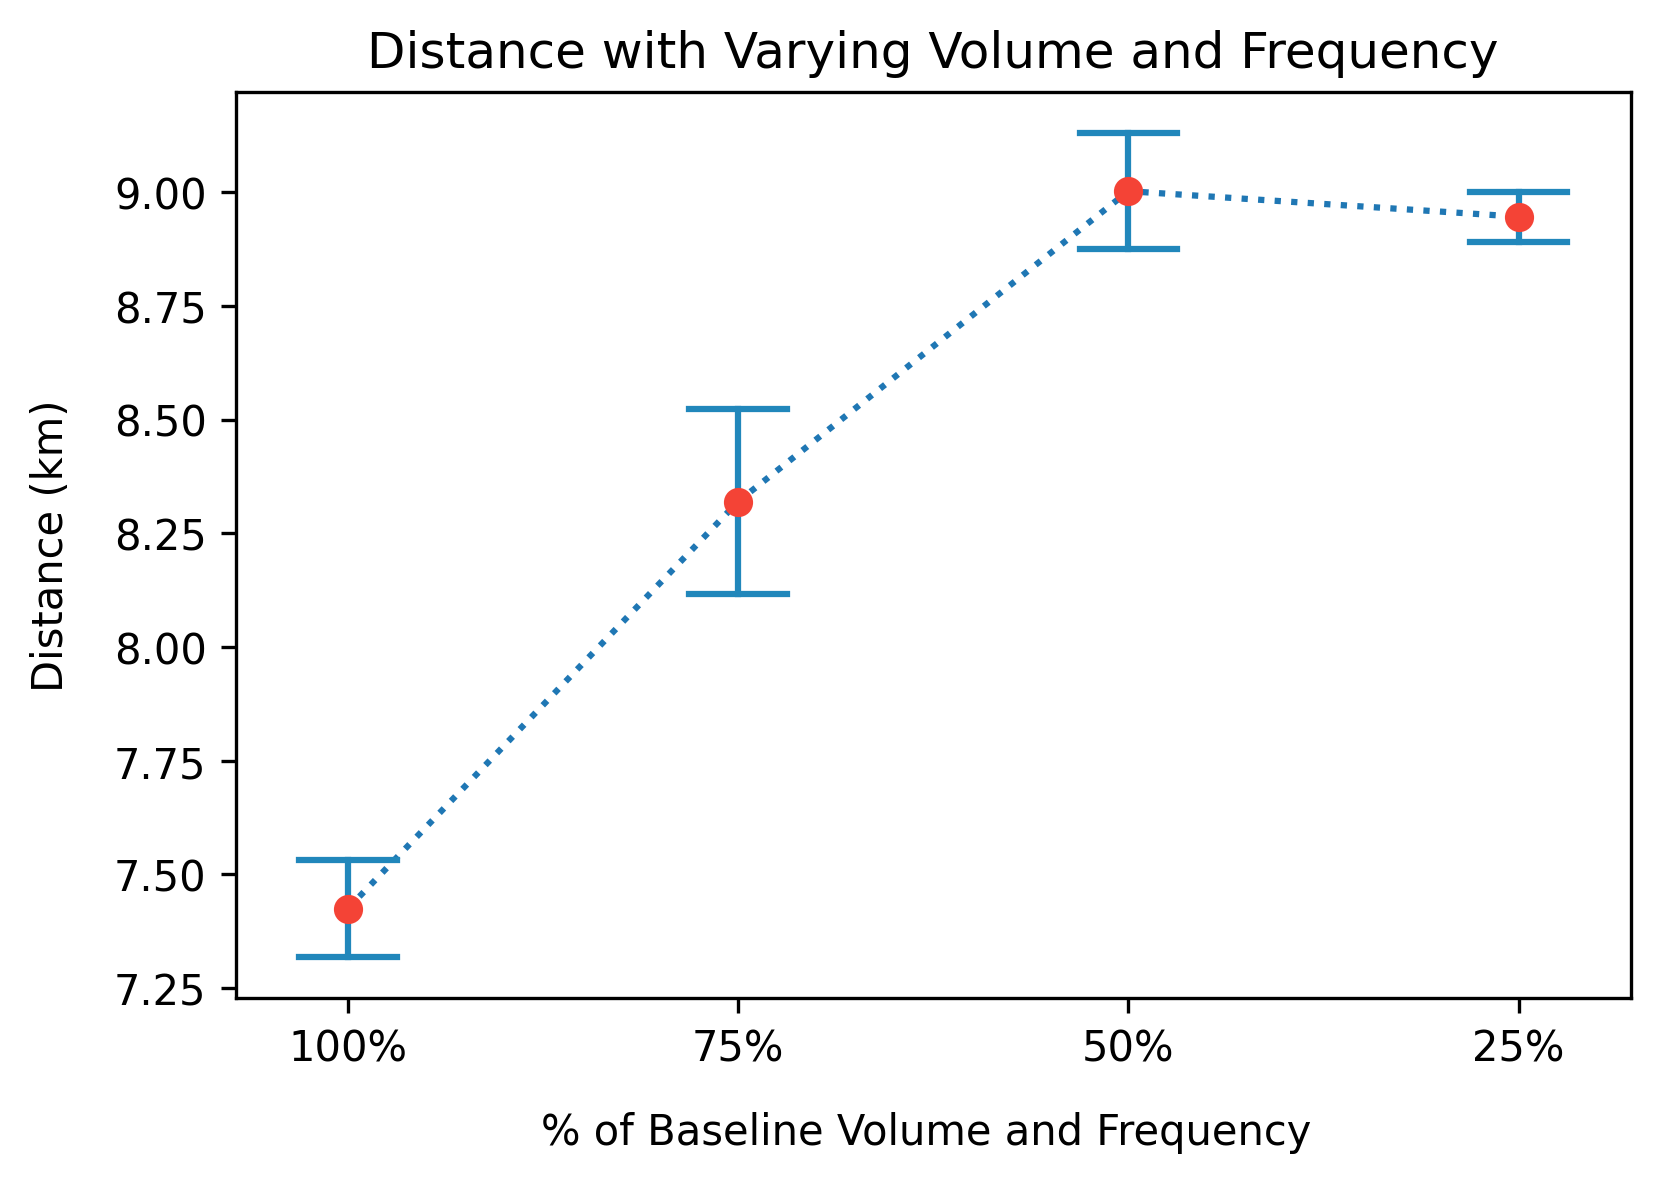 Distance with Varying Volume and Frequency
Distance (km)
9.00
8.75
8.50
8.25
8.00
7.75
7.50
7.25
100% 75% 50% 25%
% of Baseline Volume and Frequency